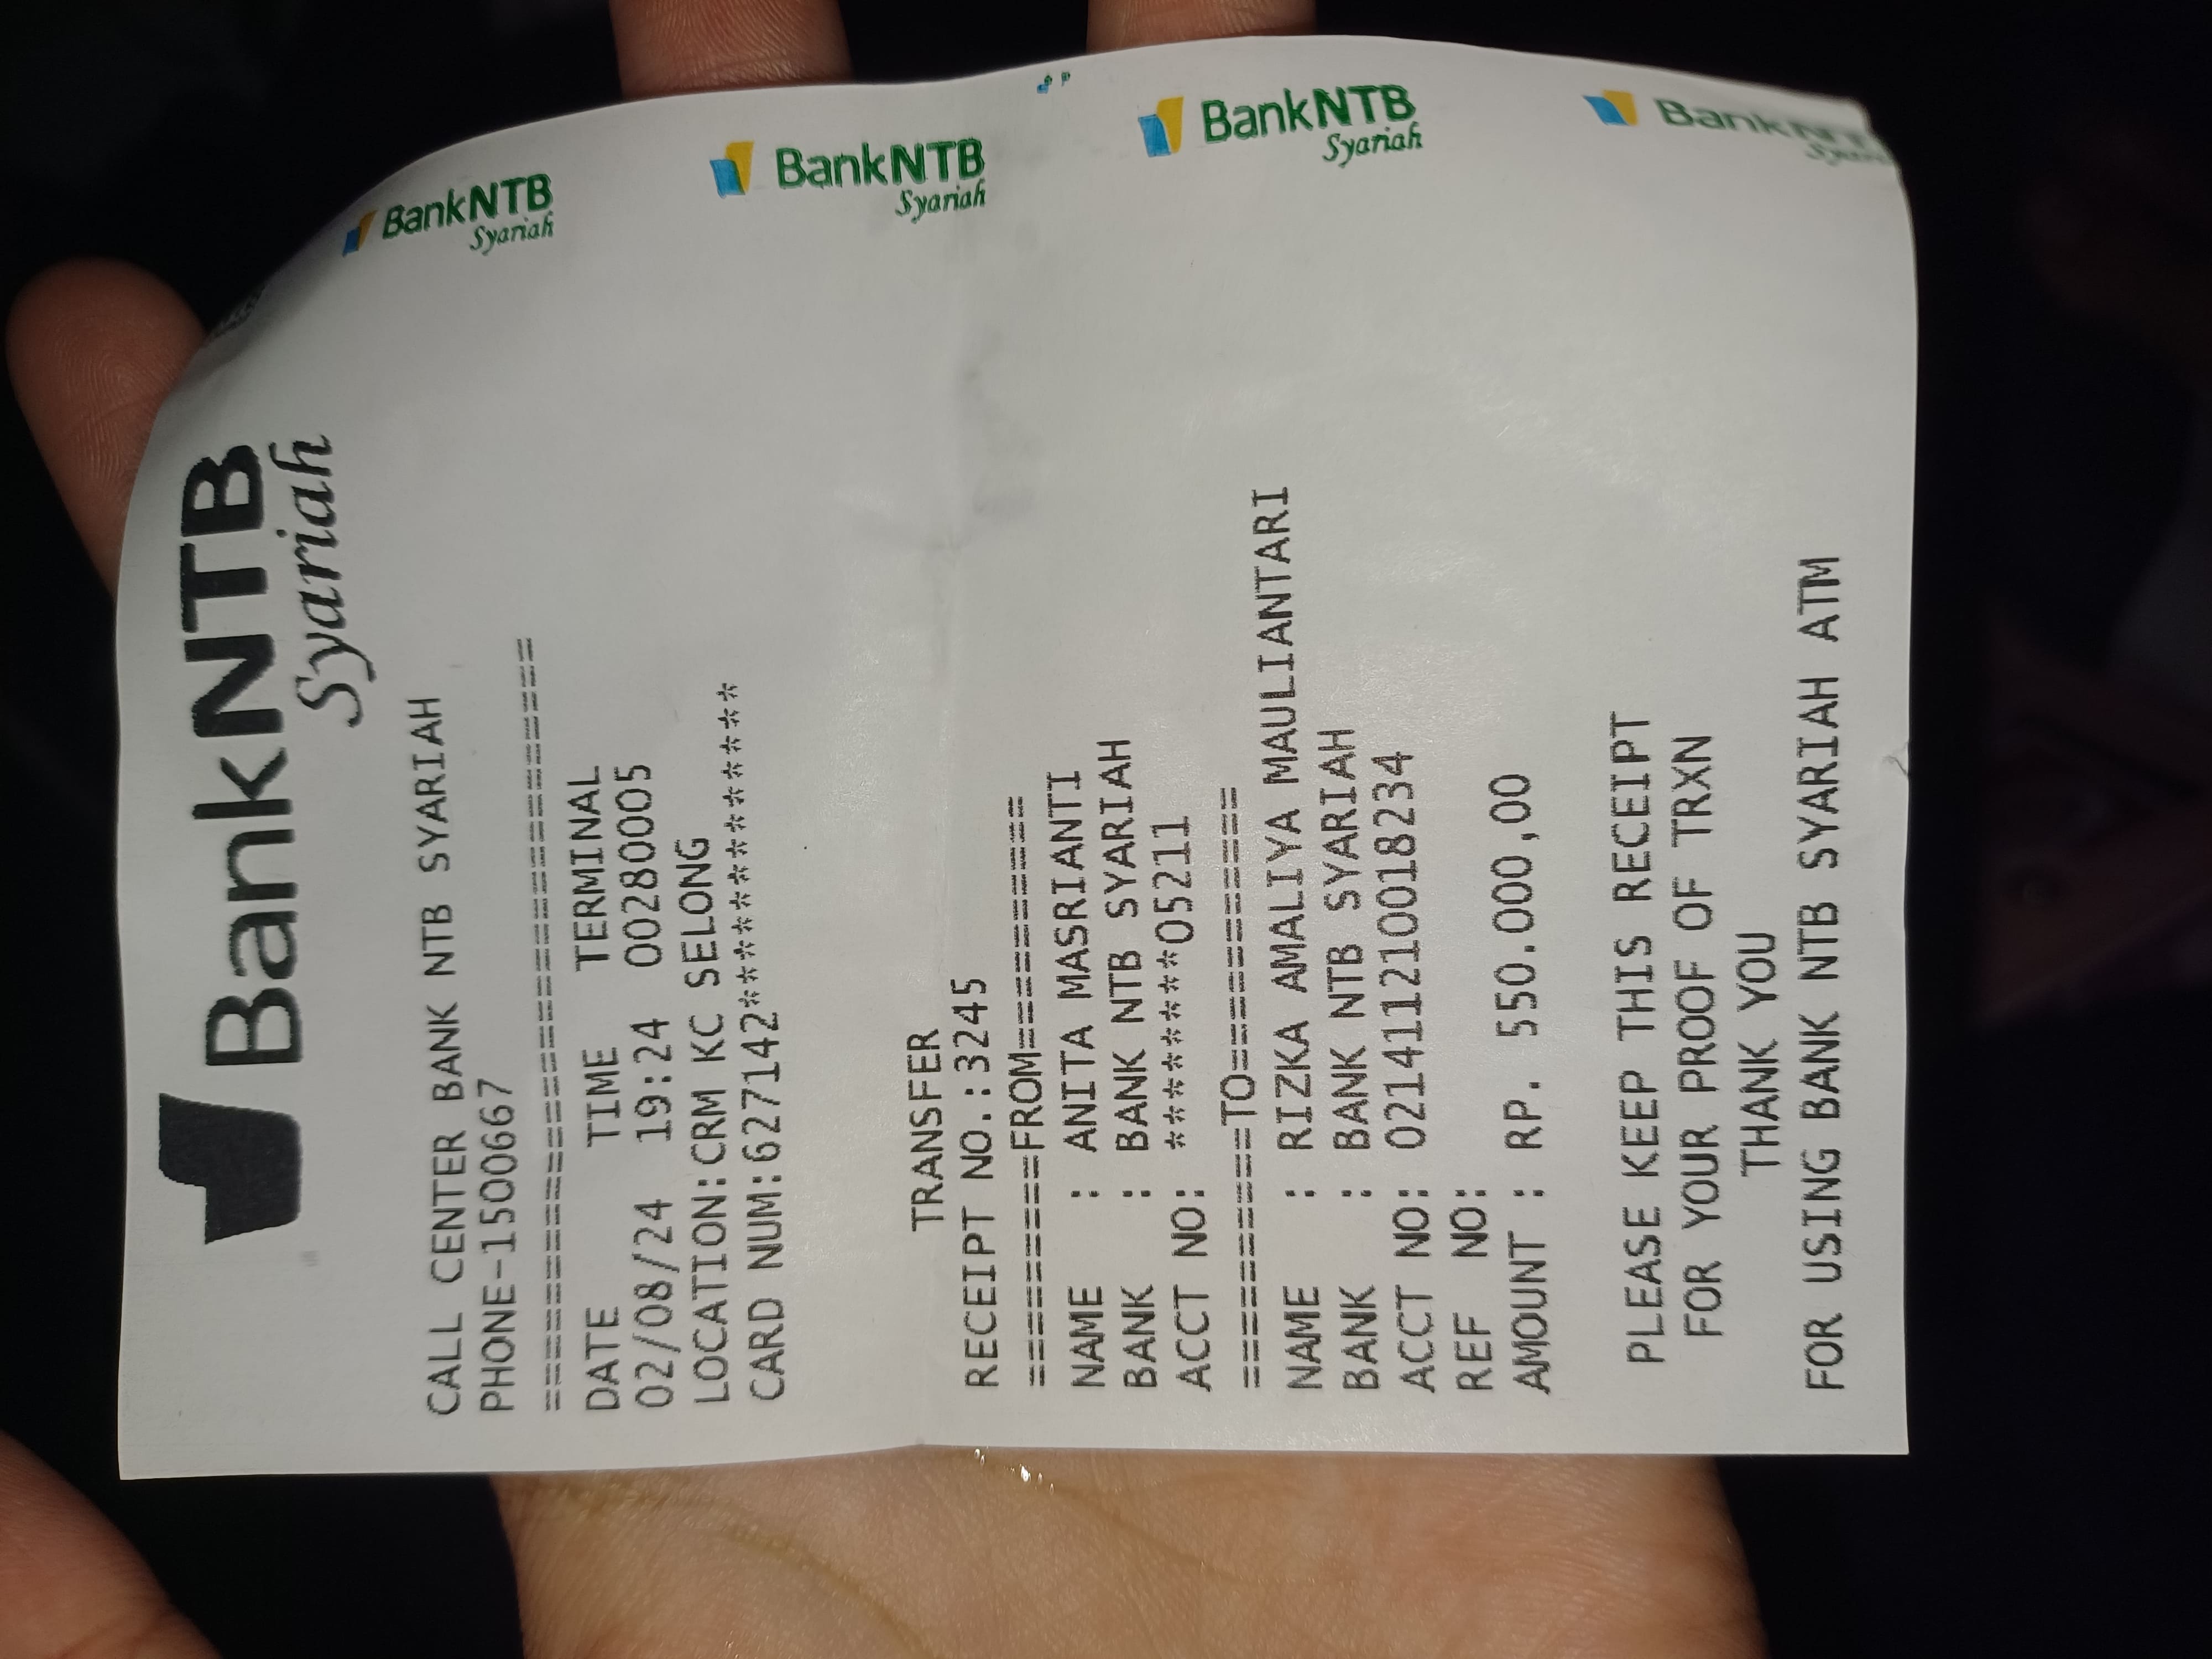 BankNTB
Syariah
CALL CENTER BANK NTB SYARIAH
PHONE-1500667
====================================
DATE TIME TERMINAL
02/08/24 19:24 00280005
LOCATION:CRM KC SELONG
CARD NUM:627142*************
TRANSFER
RECEIPT NO.:3245
==========FROM==========
NAME : ANITA MASRIANTI
BANK : BANK NTB SYARIAH
ACCT NO: ********05211
===========TO===========
NAME : RIZKA AMALIYA MAULIANTARI
BANK : BANK NTB SYARIAH
ACCT NO: 021411210018234
REF NO:
AMOUNT : RP. 550.000,00
PLEASE KEEP THIS RECEIPT
FOR YOUR PROOF OF TRXN
THANK YOU
FOR USING BANK NTB SYARIAH ATM
BankNTB
Syariah
BankNTB
Syariah
BankNTB
Syariah
BankNTB
Syariah